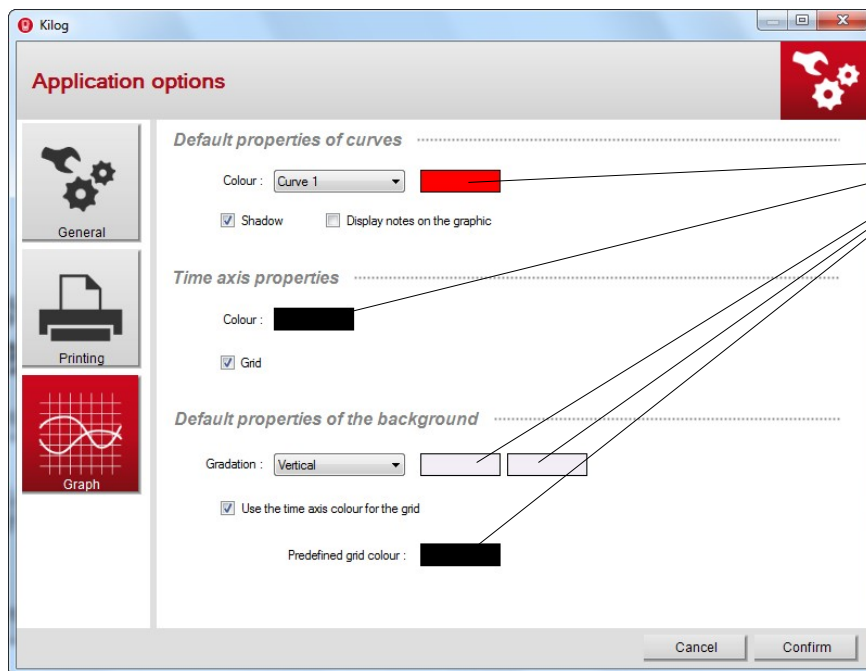 Kilog
Application options
General
Printing
Graph
Default properties of curves
Colour : Curve 1
Shadow Display notes on the graphic
Time axis properties
Colour :
Grid
Default properties of the background
Gradation : Vertical
Use the time axis colour for the grid
Predefined grid colour :
Cancel Confirm